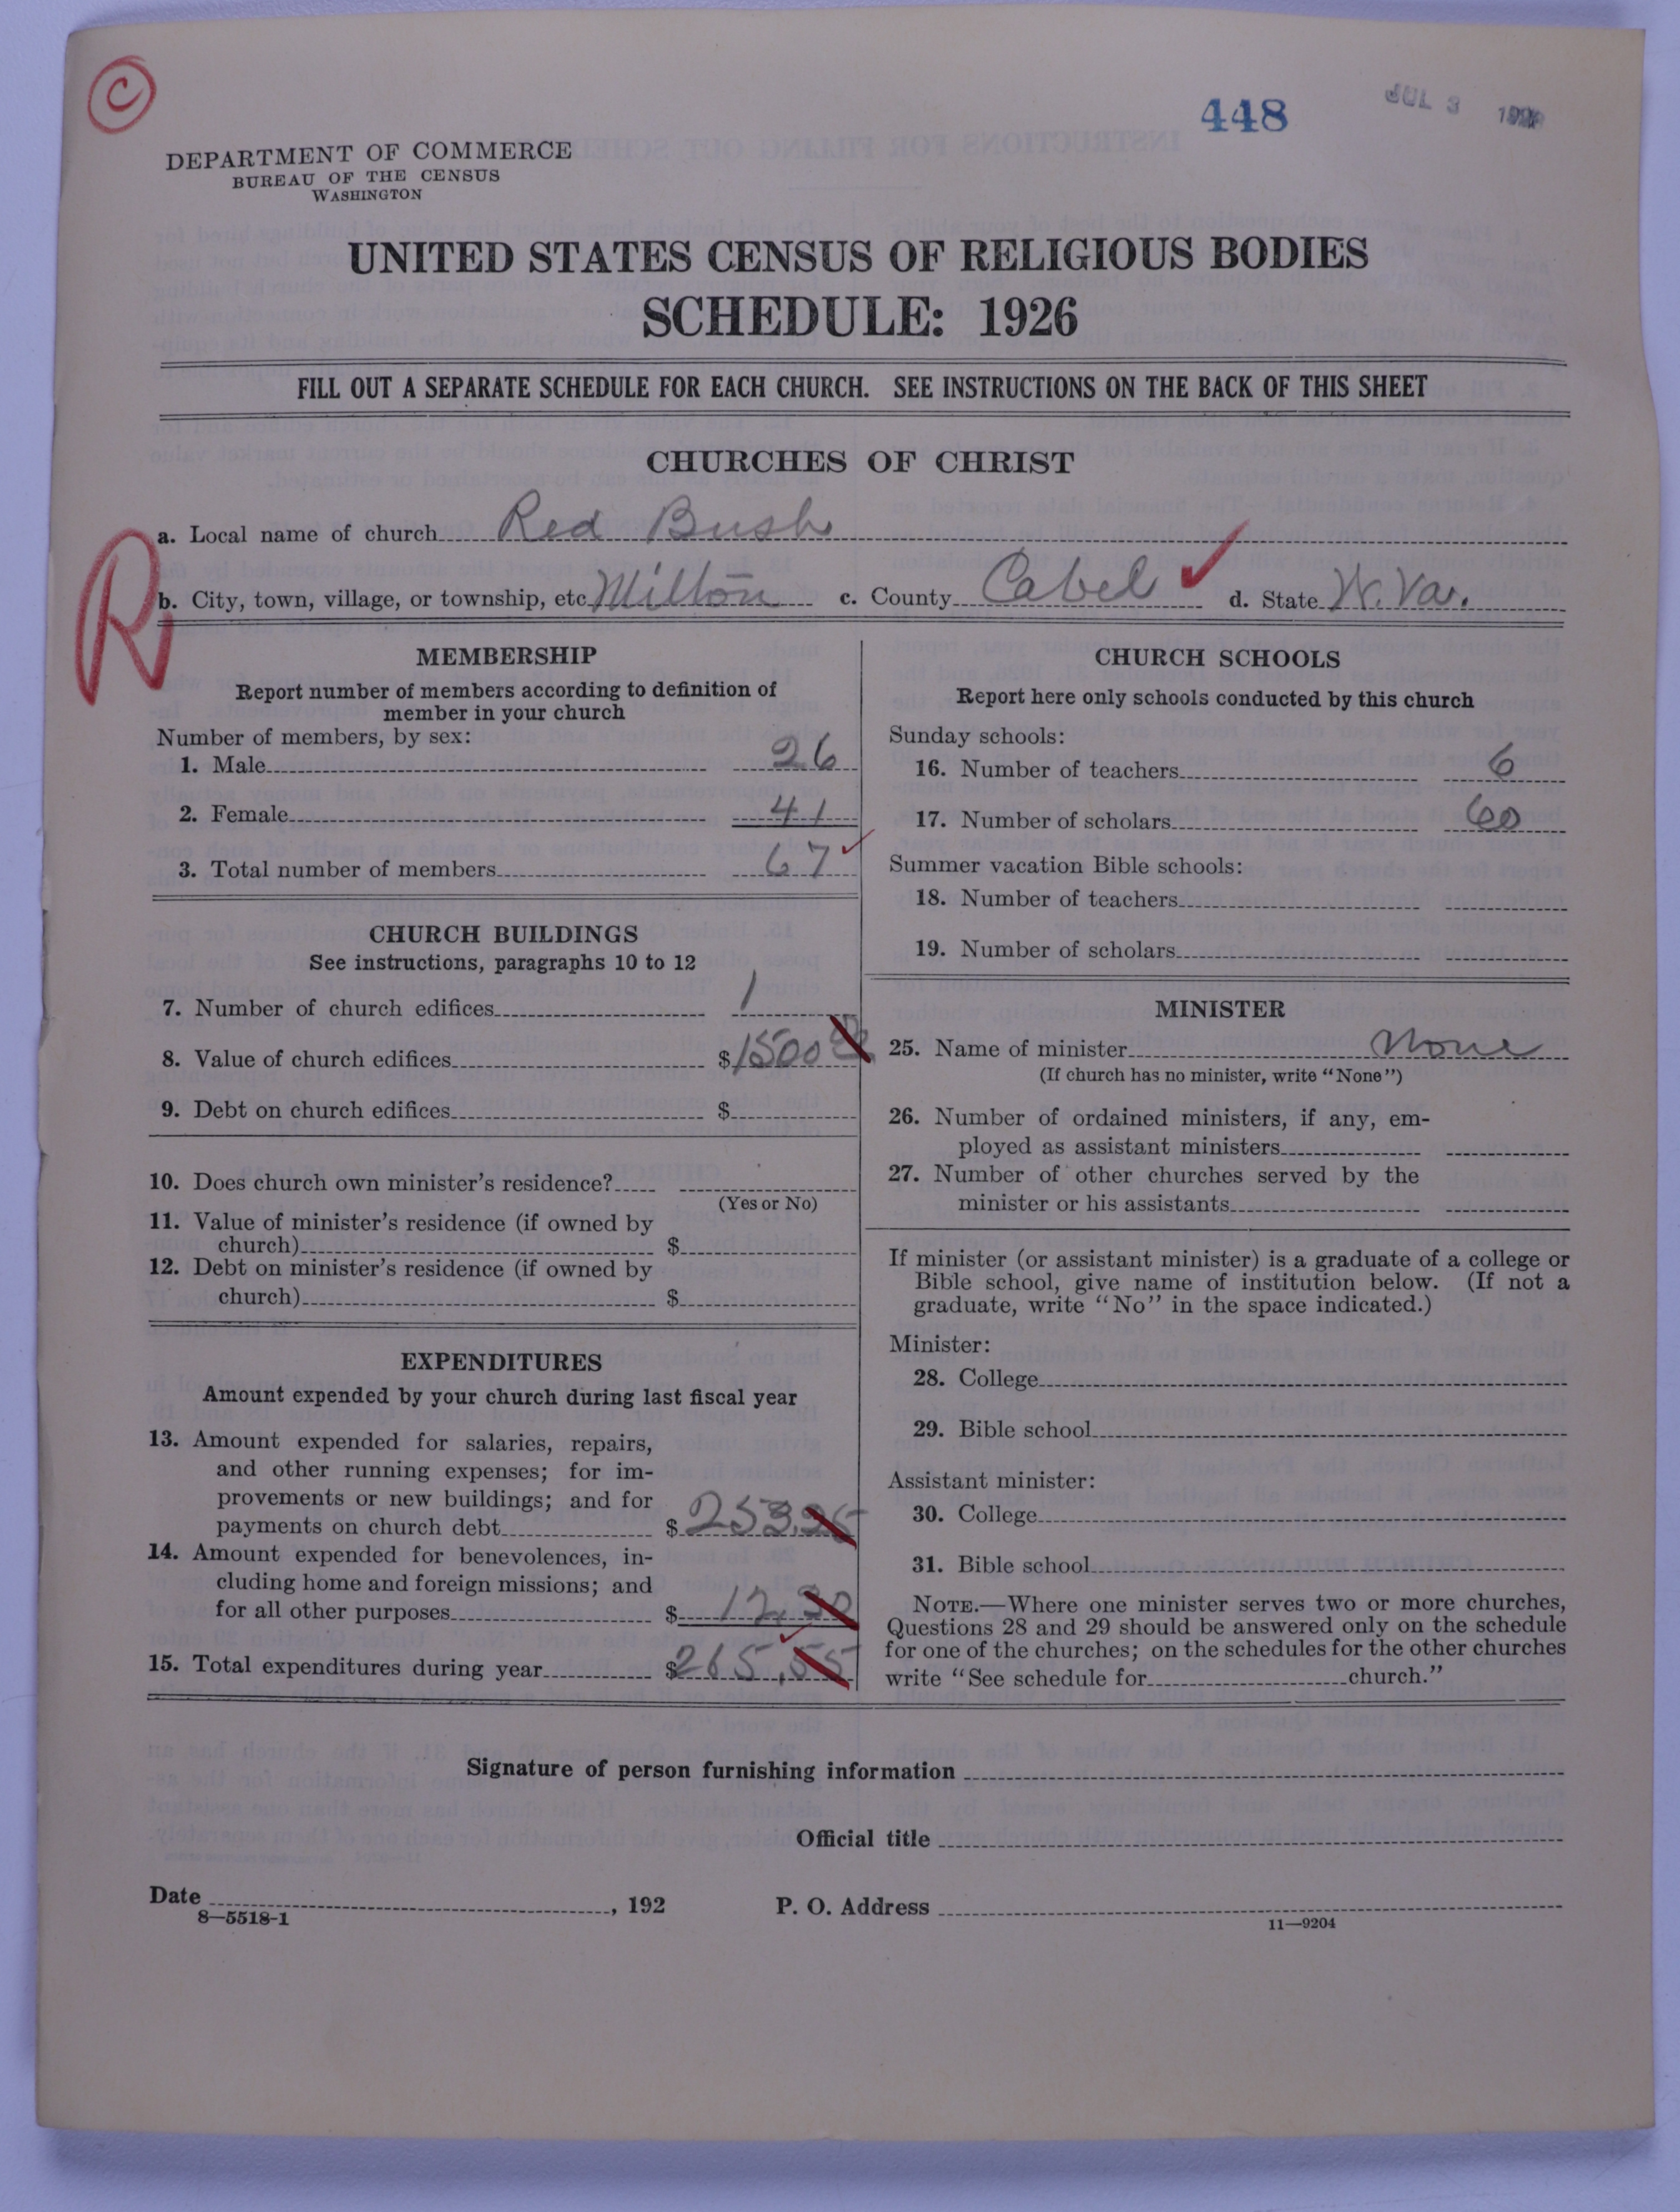 C
448
JUL 3
DEPARTMENT OF COMMERCE
BUREAU OF THE CENSUS
WASHINGTON
UNITED STATES CENSUS OF RELIGIOUS BODIES
SCHEDULE: 1926
FILL OUT A SEPARATE SCHEDULE FOR EACH CHURCH. SEE INSTRUCTIONS ON THE BACK OF THIS SHEET
CHURCHES OF CHRIST
R
a. Local name of church Red Bush
b. City, town, village, or township, etc Milton c. County Cabel d. State W. Va.
MEMBERSHIP
Report number of members according to definition of
member in your church
Number of members, by sex:
1. Male 26
2. Female 41
3. Total number of members 67
CHURCH BUILDINGS
See instructions, paragraphs 10 to 12
7. Number of church edifices 1
8. Value of church edifices $1500
9. Debt on church edifices $
10. Does church own minister's residence?
(Yes or No)
11. Value of minister's residence (if owned by
church) $
12. Debt on minister's residence (if owned by
church) $
EXPENDITURES
Amount expended by your church during last fiscal year
13. Amount expended for salaries, repairs,
and other running expenses; for im-
provements or new buildings; and for
payments on church debt $ 253.25
14. Amount expended for benevolences, in-
cluding home and foreign missions; and
for all other purposes $ 12.30
15. Total expenditures during year $265.55
CHURCH SCHOOLS
Report here only schools conducted by this church
Sunday schools:
16. Number of teachers 6
17. Number of scholars 60
Summer vacation Bible schools:
18. Number of teachers
19. Number of scholars
MINISTER
25. Name of minister None
(If church has no minister, write "None")
26. Number of ordained ministers, if any, em-
ployed as assistant ministers
27. Number of other churches served by the
minister or his assistants
If minister (or assistant minister) is a graduate of a college or
Bible school, give name of institution below. (If not a
graduate, write "No" in the space indicated.)
Minister:
28. College
29. Bible school
Assistant minister:
30. College
31. Bible school
NOTE.—Where one minister serves two or more churches,
Questions 28 and 29 should be answered only on the schedule
for one of the churches; on the schedules for the other churches
write "See schedule for church."
Signature of person furnishing information
Official title
Date , 192 P. O. Address
8—5518-1
11—9204